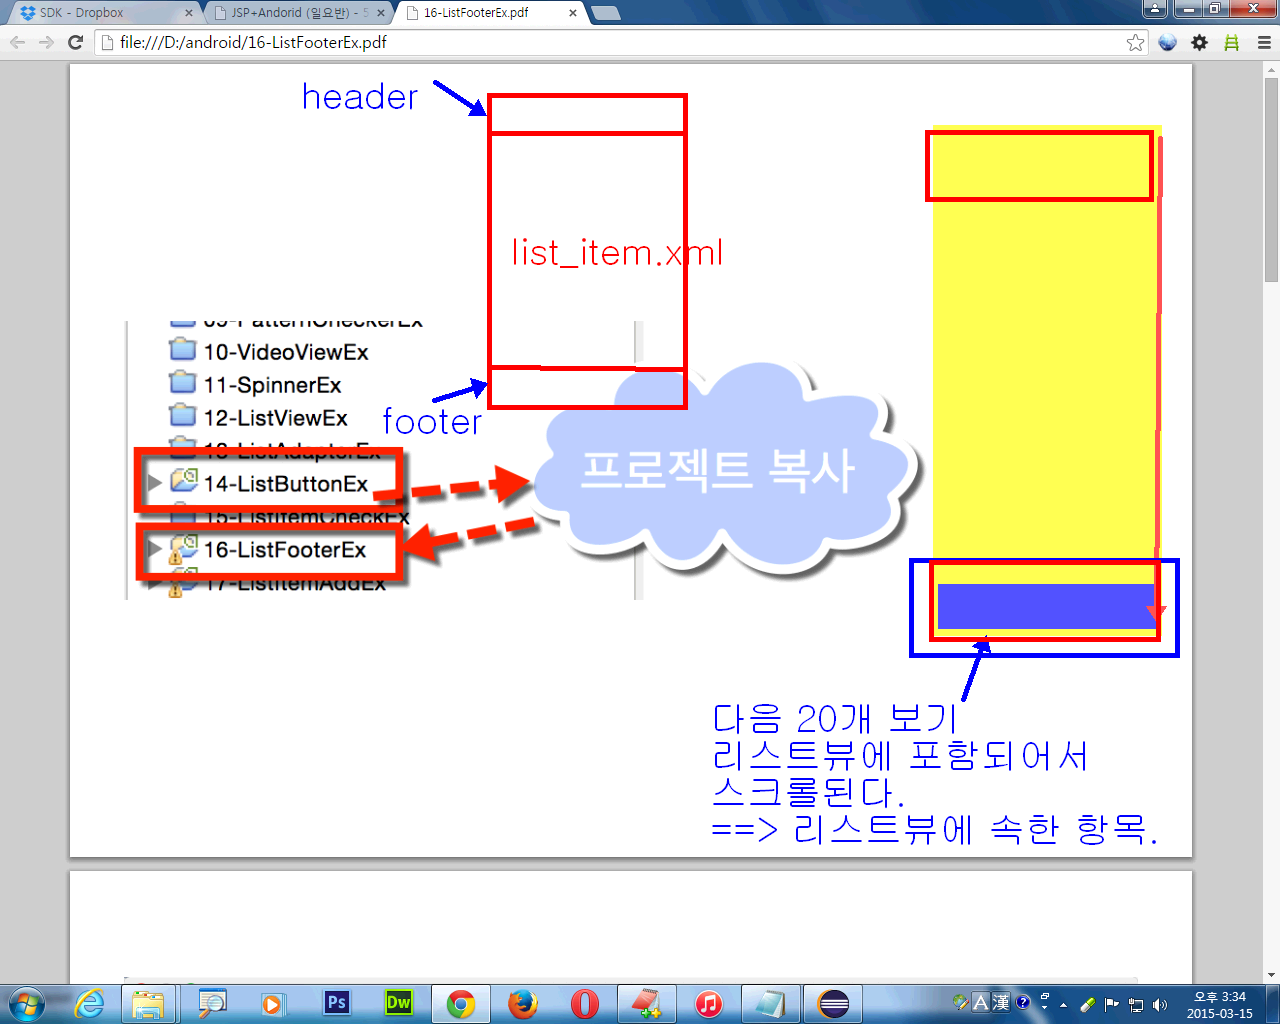 SDK - Dropbox
JSP+Andorid (일요반) - 5
16-ListFooterEx.pdf
file:///D:/android/16-ListFooterEx.pdf
header
list_item.xml
footer
09-PatternCheckerEx
10-VideoViewEx
11-SpinnerEx
12-ListViewEx
13-ListAdapterEx
14-ListButtonEx
15-ListItemCheckEx
16-ListFooterEx
17-ListItemAddEx
프로젝트 복사
다음 20개 보기
리스트뷰에 포함되어서
스크롤된다.
==> 리스트뷰에 속한 항목.
Ps
Dw
A 漢
오후 3:34
2015-03-15